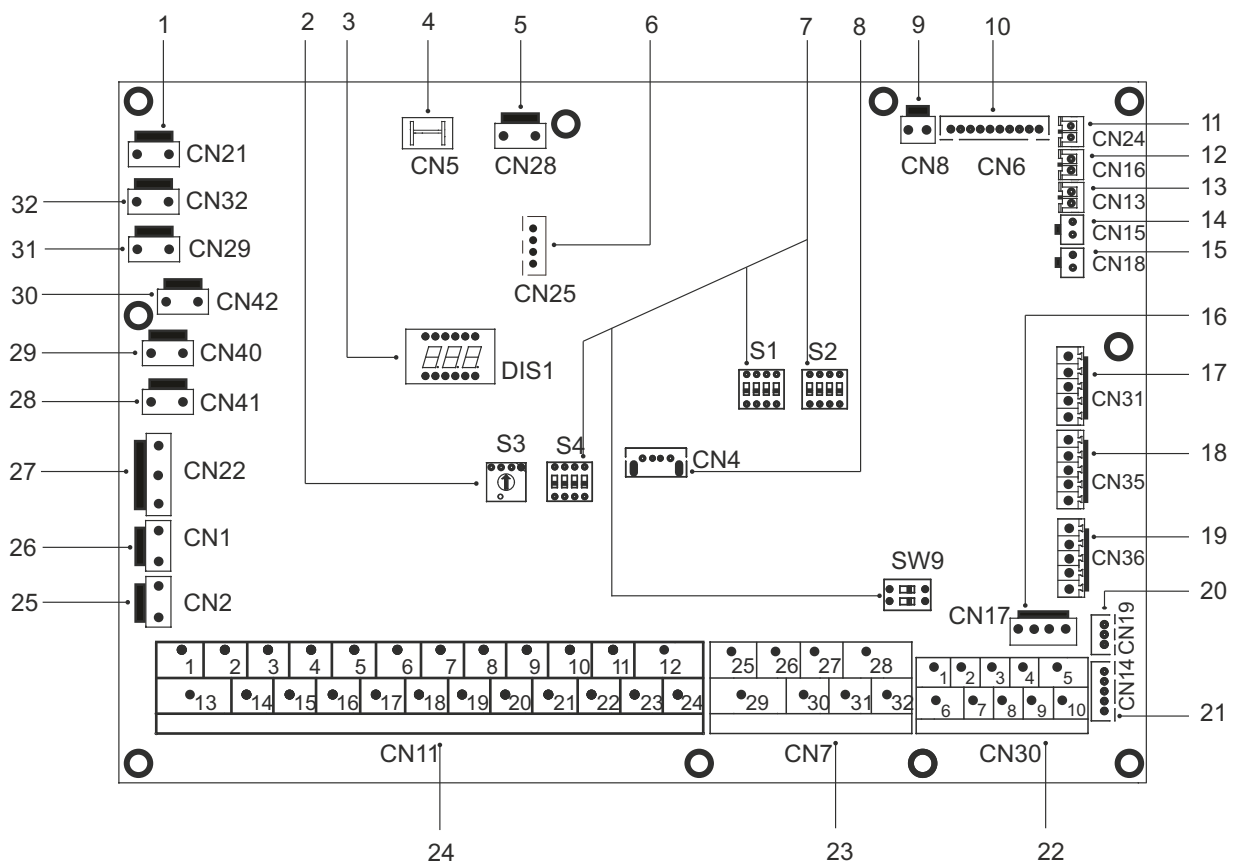 1 2 3 4 5 6 7 8 9 10
CN21 CN5 CN28 CN8 CN6 CN24 11
CN16 12
32 CN32 CN13 13
31 CN29 CN15 14
CN25 CN18 15
30 CN42 16
29 CN40 DIS1 S1 S2
28 CN41 CN31 17
27 CN22 S3 S4 CN4 CN35 18
26 CN1 CN36 19
25 CN2 SW9 20
CN17 CN19
1 2 3 4 5 6 7 8 9 10 11 12 25 26 27 28 1 2 3 4 5 CN14
13 14 15 16 17 18 19 20 21 22 23 24 29 30 31 32 6 7 8 9 10 21
CN11 CN7 CN30
24 23 22